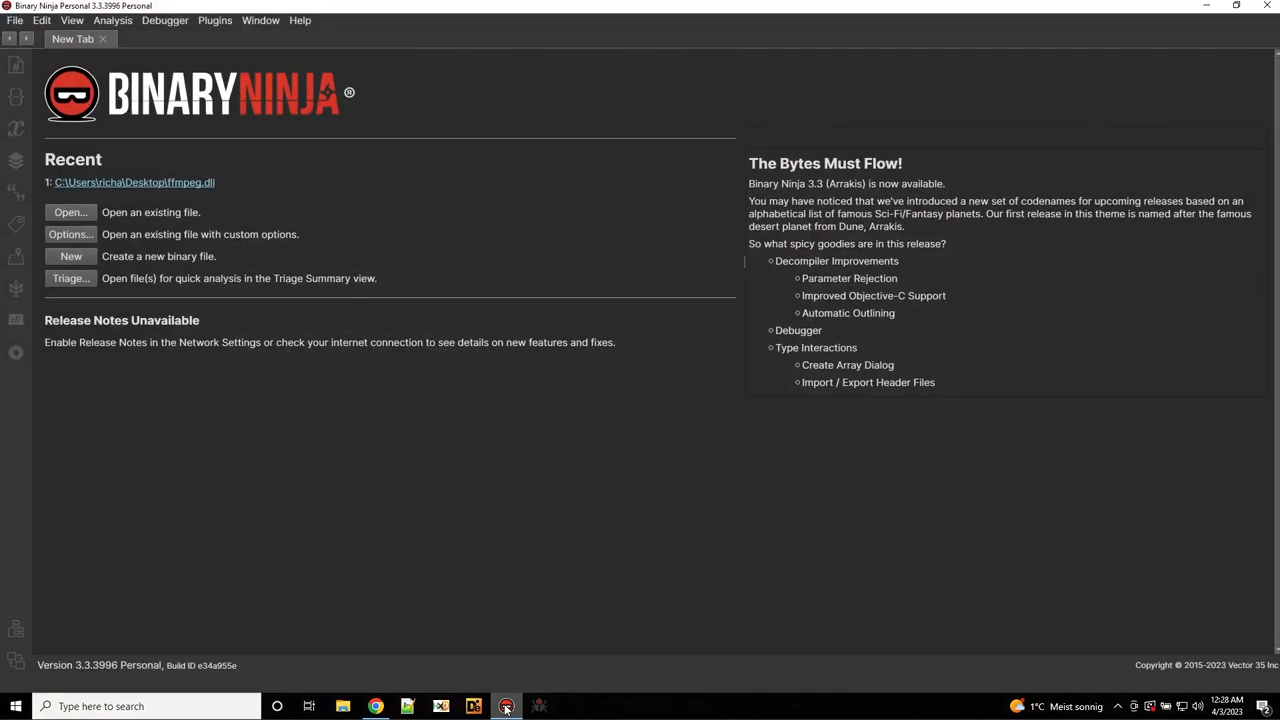 Binary Ninja Personal 3.3.3996 Personal
File Edit View Analysis Debugger Plugins Window Help
New Tab
BINARYNINJA®
Recent
1: C:\Users\richa\Desktop\ffmpeg.dll
Open... Open an existing file.
Options... Open an existing file with custom options.
New Create a new binary file.
Triage... Open file(s) for quick analysis in the Triage Summary view.
Release Notes Unavailable
Enable Release Notes in the Network Settings or check your internet connection to see details on new features and fixes.
The Bytes Must Flow!
Binary Ninja 3.3 (Arrakis) is now available.
You may have noticed that we've introduced a new set of codenames for upcoming releases based on an
alphabetical list of famous Sci-Fi/Fantasy planets. Our first release in this theme is named after the famous
desert planet from Dune, Arrakis.
So what spicy goodies are in this release?
Decompiler Improvements
Parameter Rejection
Improved Objective-C Support
Automatic Outlining
Debugger
Type Interactions
Create Array Dialog
Import / Export Header Files
Version 3.3.3996 Personal, Build ID e34a955e
Copyright © 2015-2023 Vector 35 Inc
Type here to search
1°C Meist sonnig
12:28 AM
4/3/2023